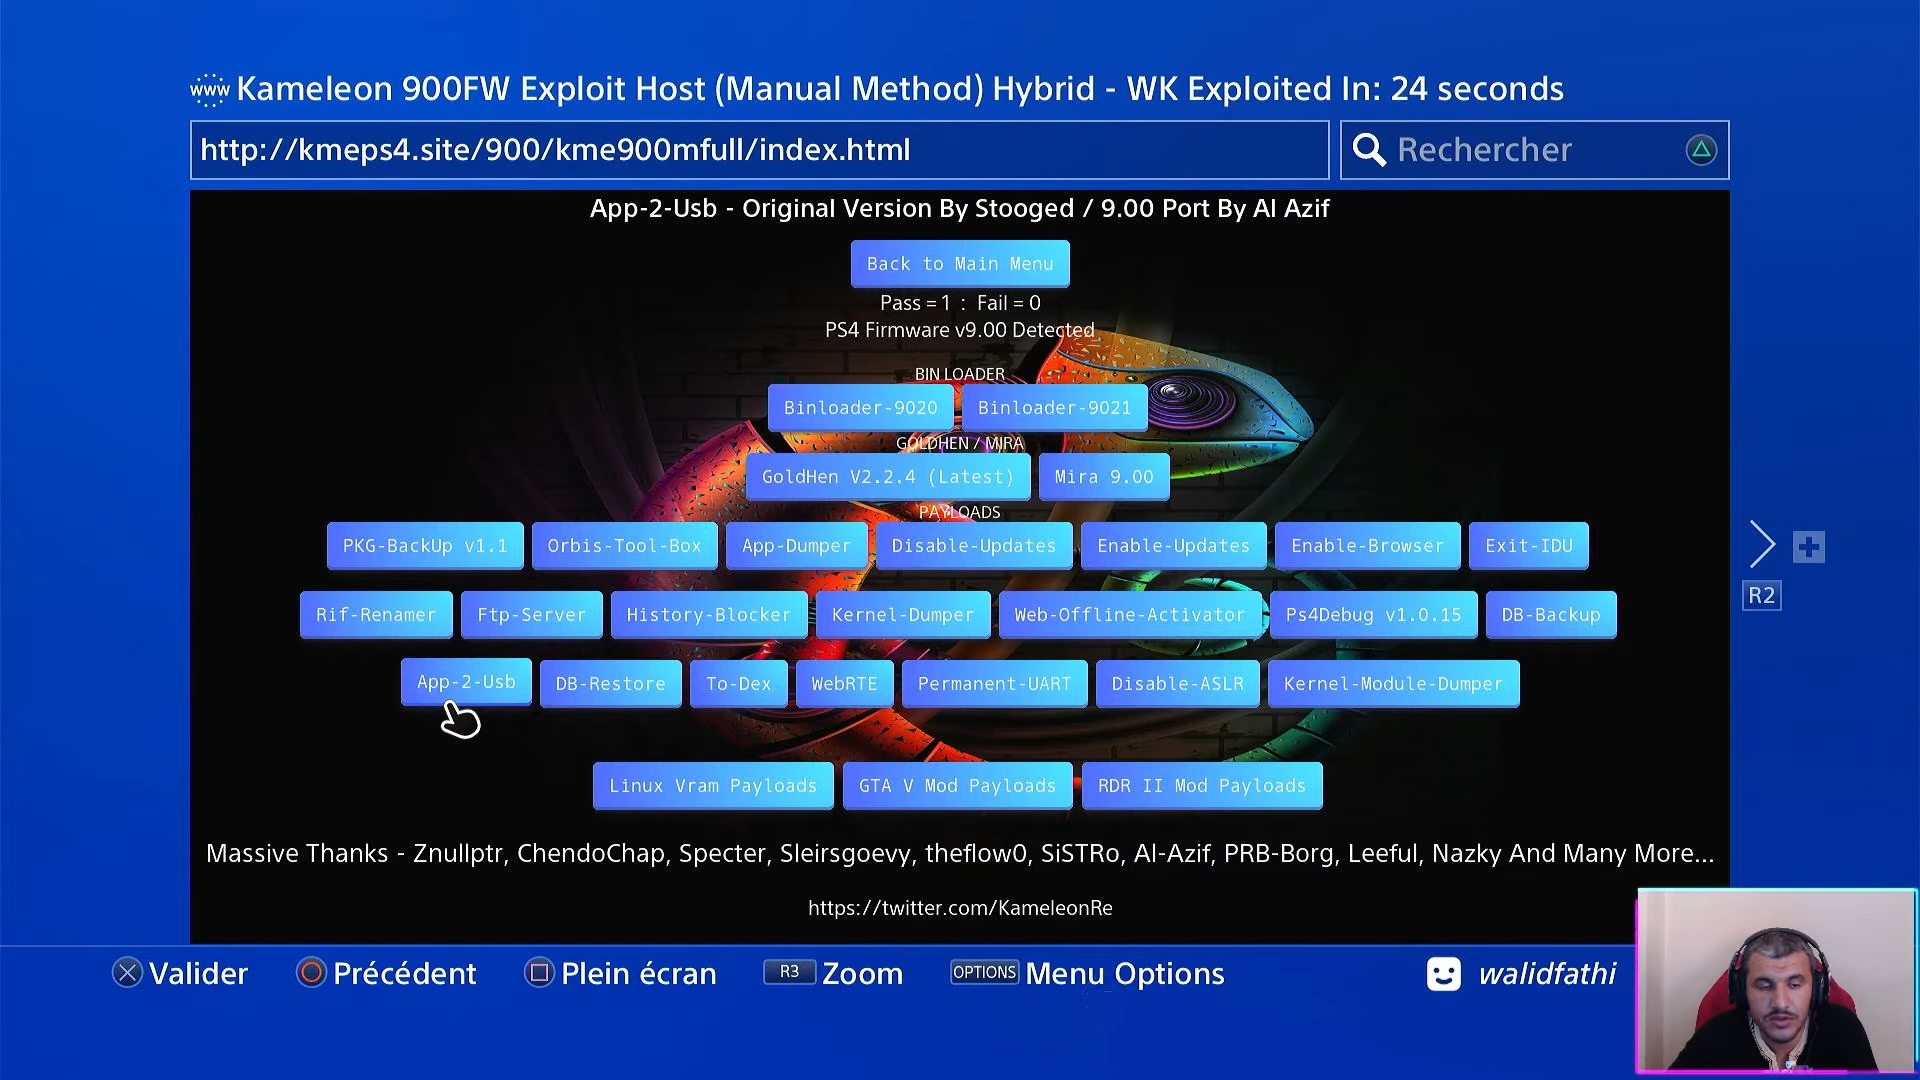 www Kameleon 900FW Exploit Host (Manual Method) Hybrid - WK Exploited In: 24 seconds
http://kmeps4.site/900/kme900mfull/index.html Rechercher
App-2-Usb - Original Version By Stooged / 9.00 Port By Al Azif
Back to Main Menu
Pass = 1 : Fail = 0
PS4 Firmware v9.00 Detected
BIN LOADER
Binloader-9020 Binloader-9021
GOLDHEN / MIRA
GoldHen V2.2.4 (Latest) Mira 9.00
PAYLOADS
PKG-BackUp v1.1 Orbis-Tool-Box App-Dumper Disable-Updates Enable-Updates Enable-Browser Exit-IDU
R2
Rif-Renamer Ftp-Server History-Blocker Kernel-Dumper Web-Offline-Activator Ps4Debug v1.0.15 DB-Backup
App-2-Usb DB-Restore To-Dex WebRTE Permanent-UART Disable-ASLR Kernel-Module-Dumper
Linux Vram Payloads GTA V Mod Payloads RDR II Mod Payloads
Massive Thanks - Znullptr, ChendoChap, Specter, Sleirsgoevy, theflow0, SiSTRo, Al-Azif, PRB-Borg, Leeful, Nazky And Many More...
https://twitter.com/KameleonRe
Valider Précédent Plein écran R3 Zoom OPTIONS Menu Options walidfathi